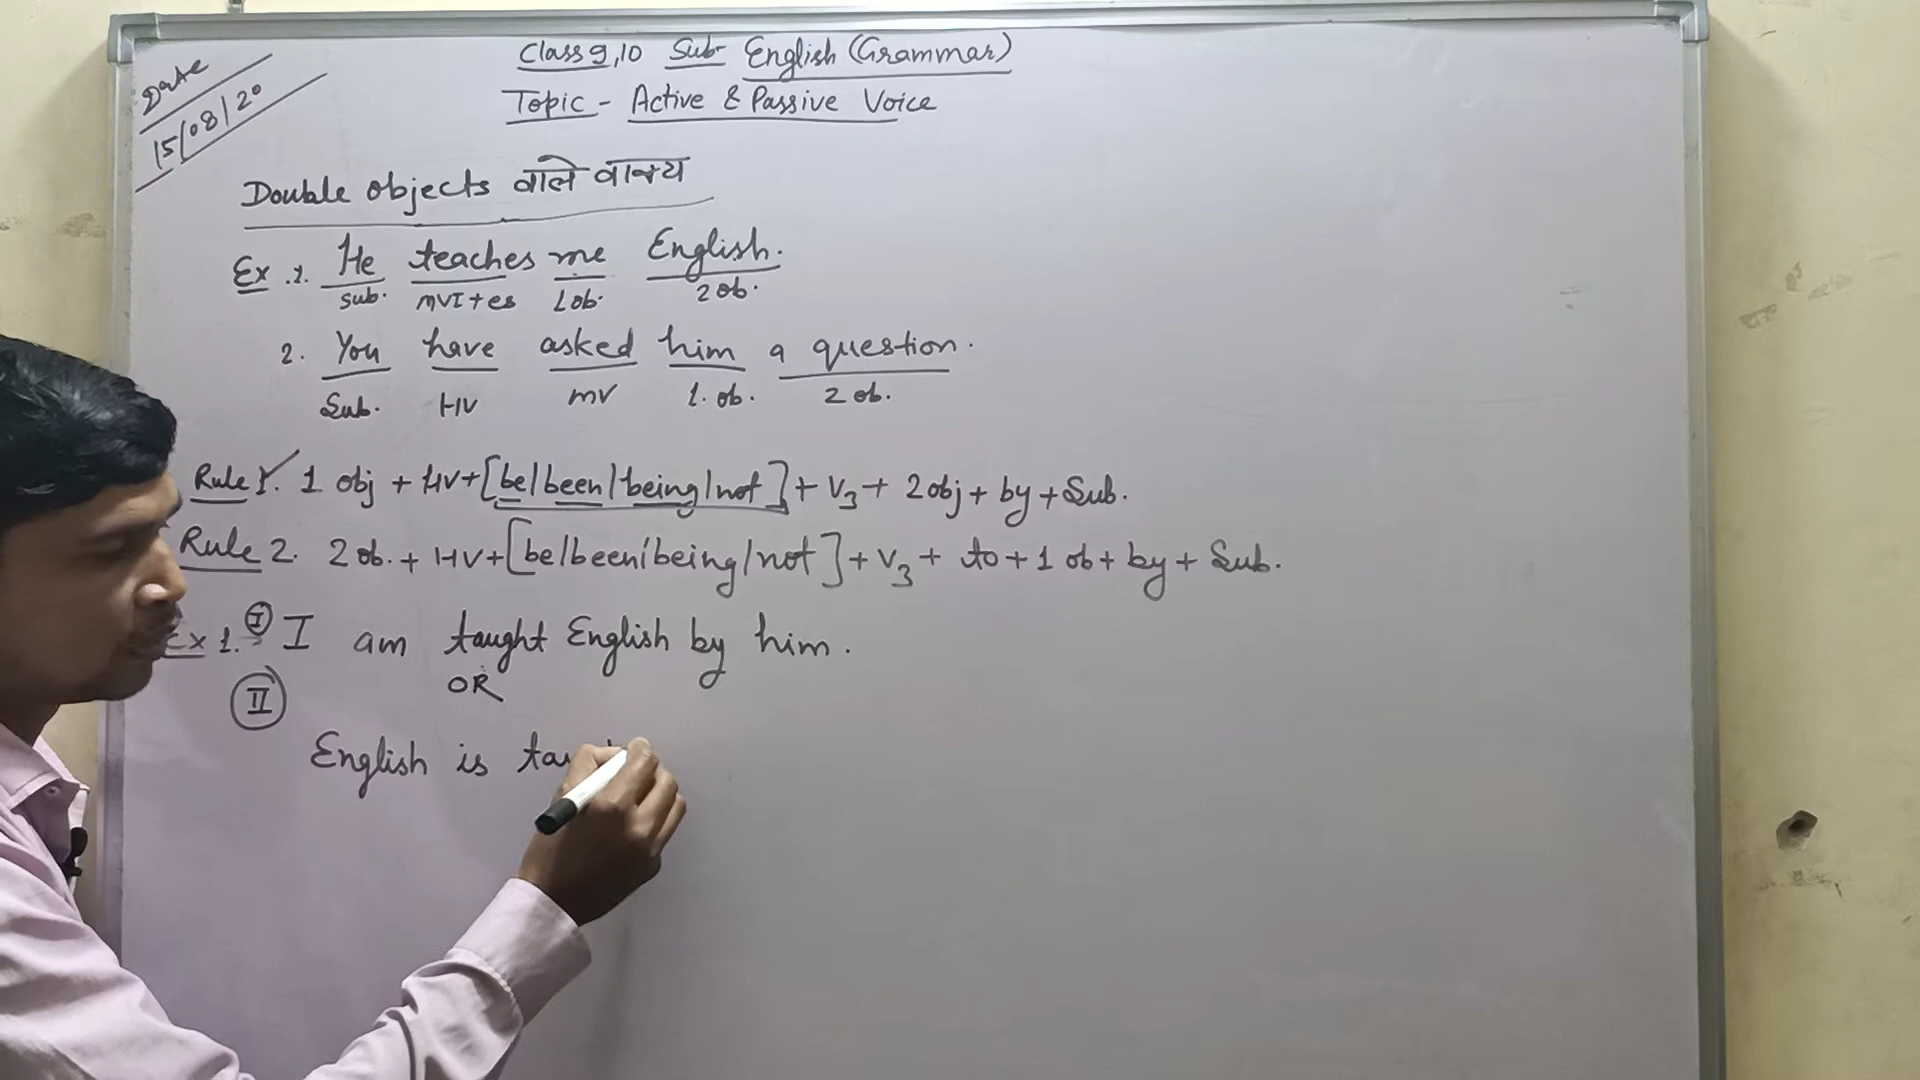 Date
15/08/20
Class 9,10 Sub- English (Grammar)
Topic - Active & Passive Voice
Double objects वाले वाक्य
Ex .1. He teaches me English.
Sub. MVI+es 1ob. 2ob.
2. You have asked him a question.
Sub. HV MV 1.ob. 2 ob.
Rule 1. 1 obj + HV+[be/been/being/not]+ V3+ 2obj+ by+Sub.
Rule 2. 2 ob.+ HV+[be/been/being/not]+V3+ to+1 ob+ by+ Sub.
Ex 1. I I am taught English by him.
OR
II
English is